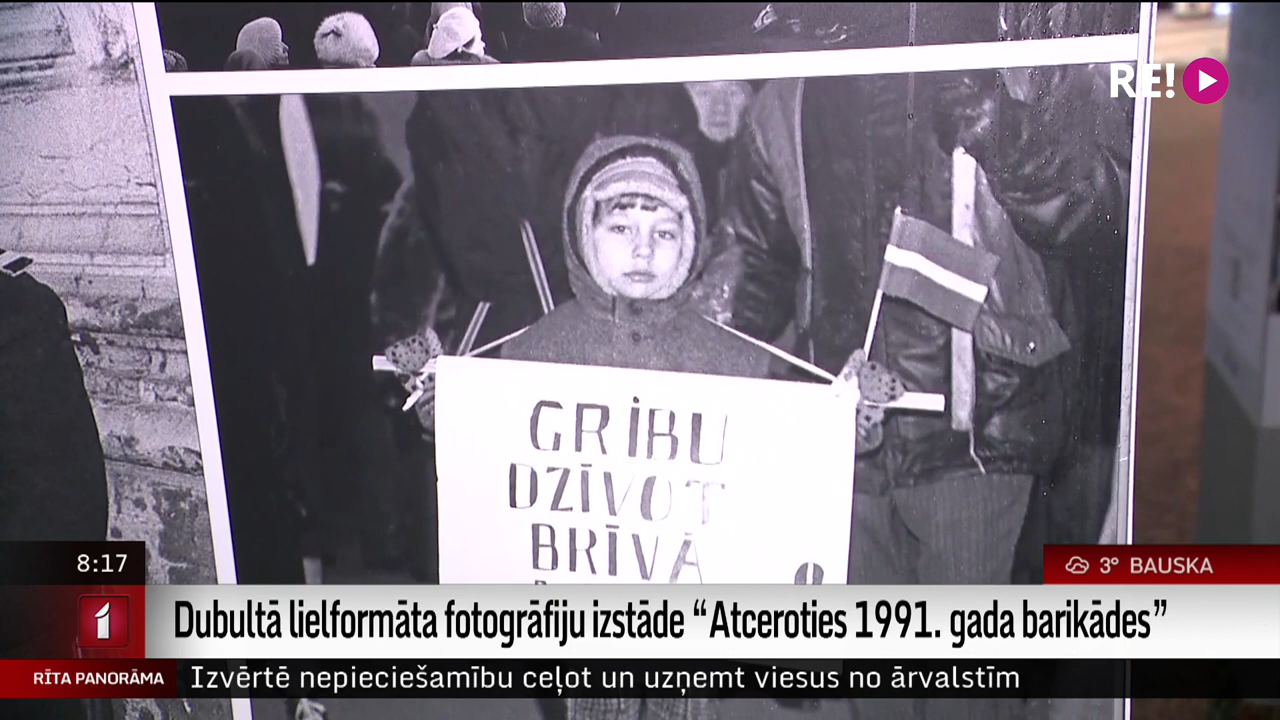 RE!
GRIBU
DZĪVOT
BRĪVĀ
8:17
3° BAUSKA
1
Dubultā lielformāta fotogrāfiju izstāde “Atceroties 1991. gada barikādes”
RĪTA PANORĀMA
Izvērtē nepieciešamību ceļot un uzņemt viesus no ārvalstīm